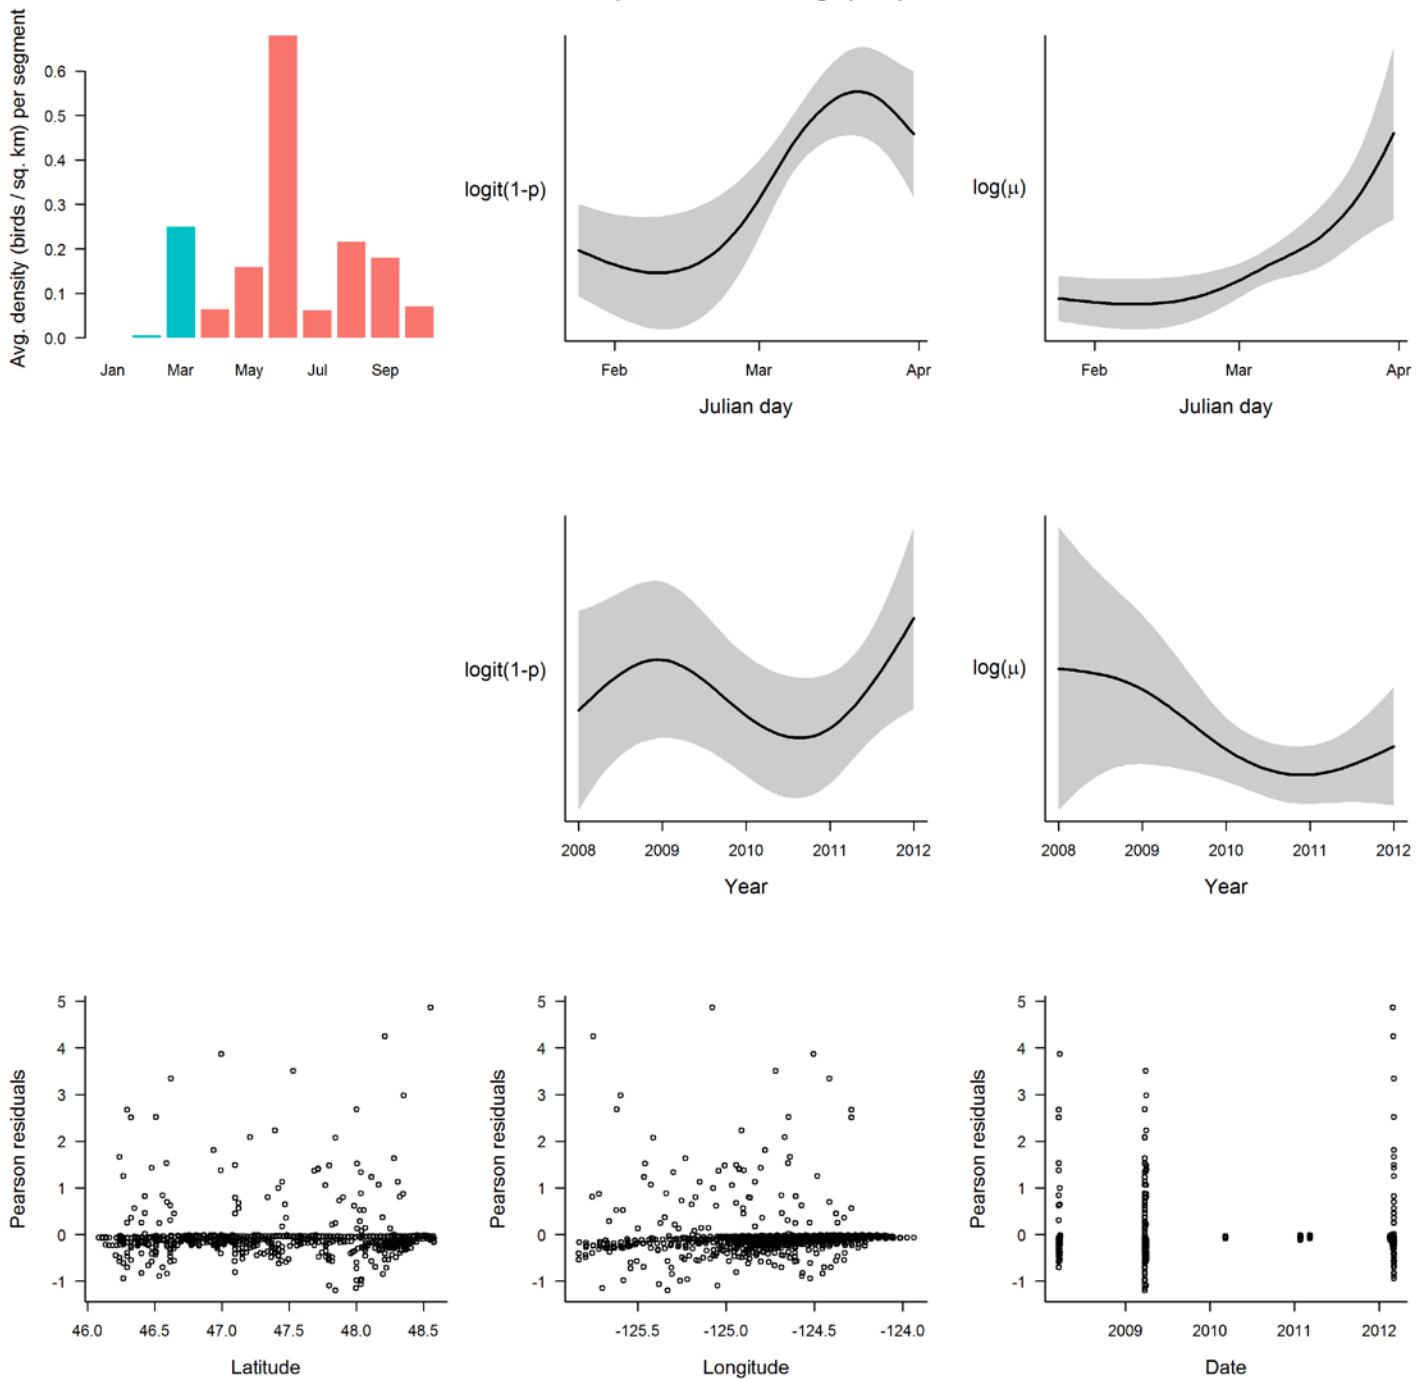 Avg. density (birds / sq. km) per segment
0.6
0.5
0.4
0.3
0.2
0.1
0.0
Jan Mar May Jul Sep
logit(1-p)
Feb Mar Apr
Julian day
log(μ)
Feb Mar Apr
Julian day
logit(1-p)
2008 2009 2010 2011 2012
Year
log(μ)
2008 2009 2010 2011 2012
Year
Pearson residuals
5
4
3
2
1
0
-1
46.0 46.5 47.0 47.5 48.0 48.5
Latitude
Pearson residuals
5
4
3
2
1
0
-1
-125.5 -125.0 -124.5 -124.0
Longitude
Pearson residuals
5
4
3
2
1
0
-1
2009 2010 2011 2012
Date